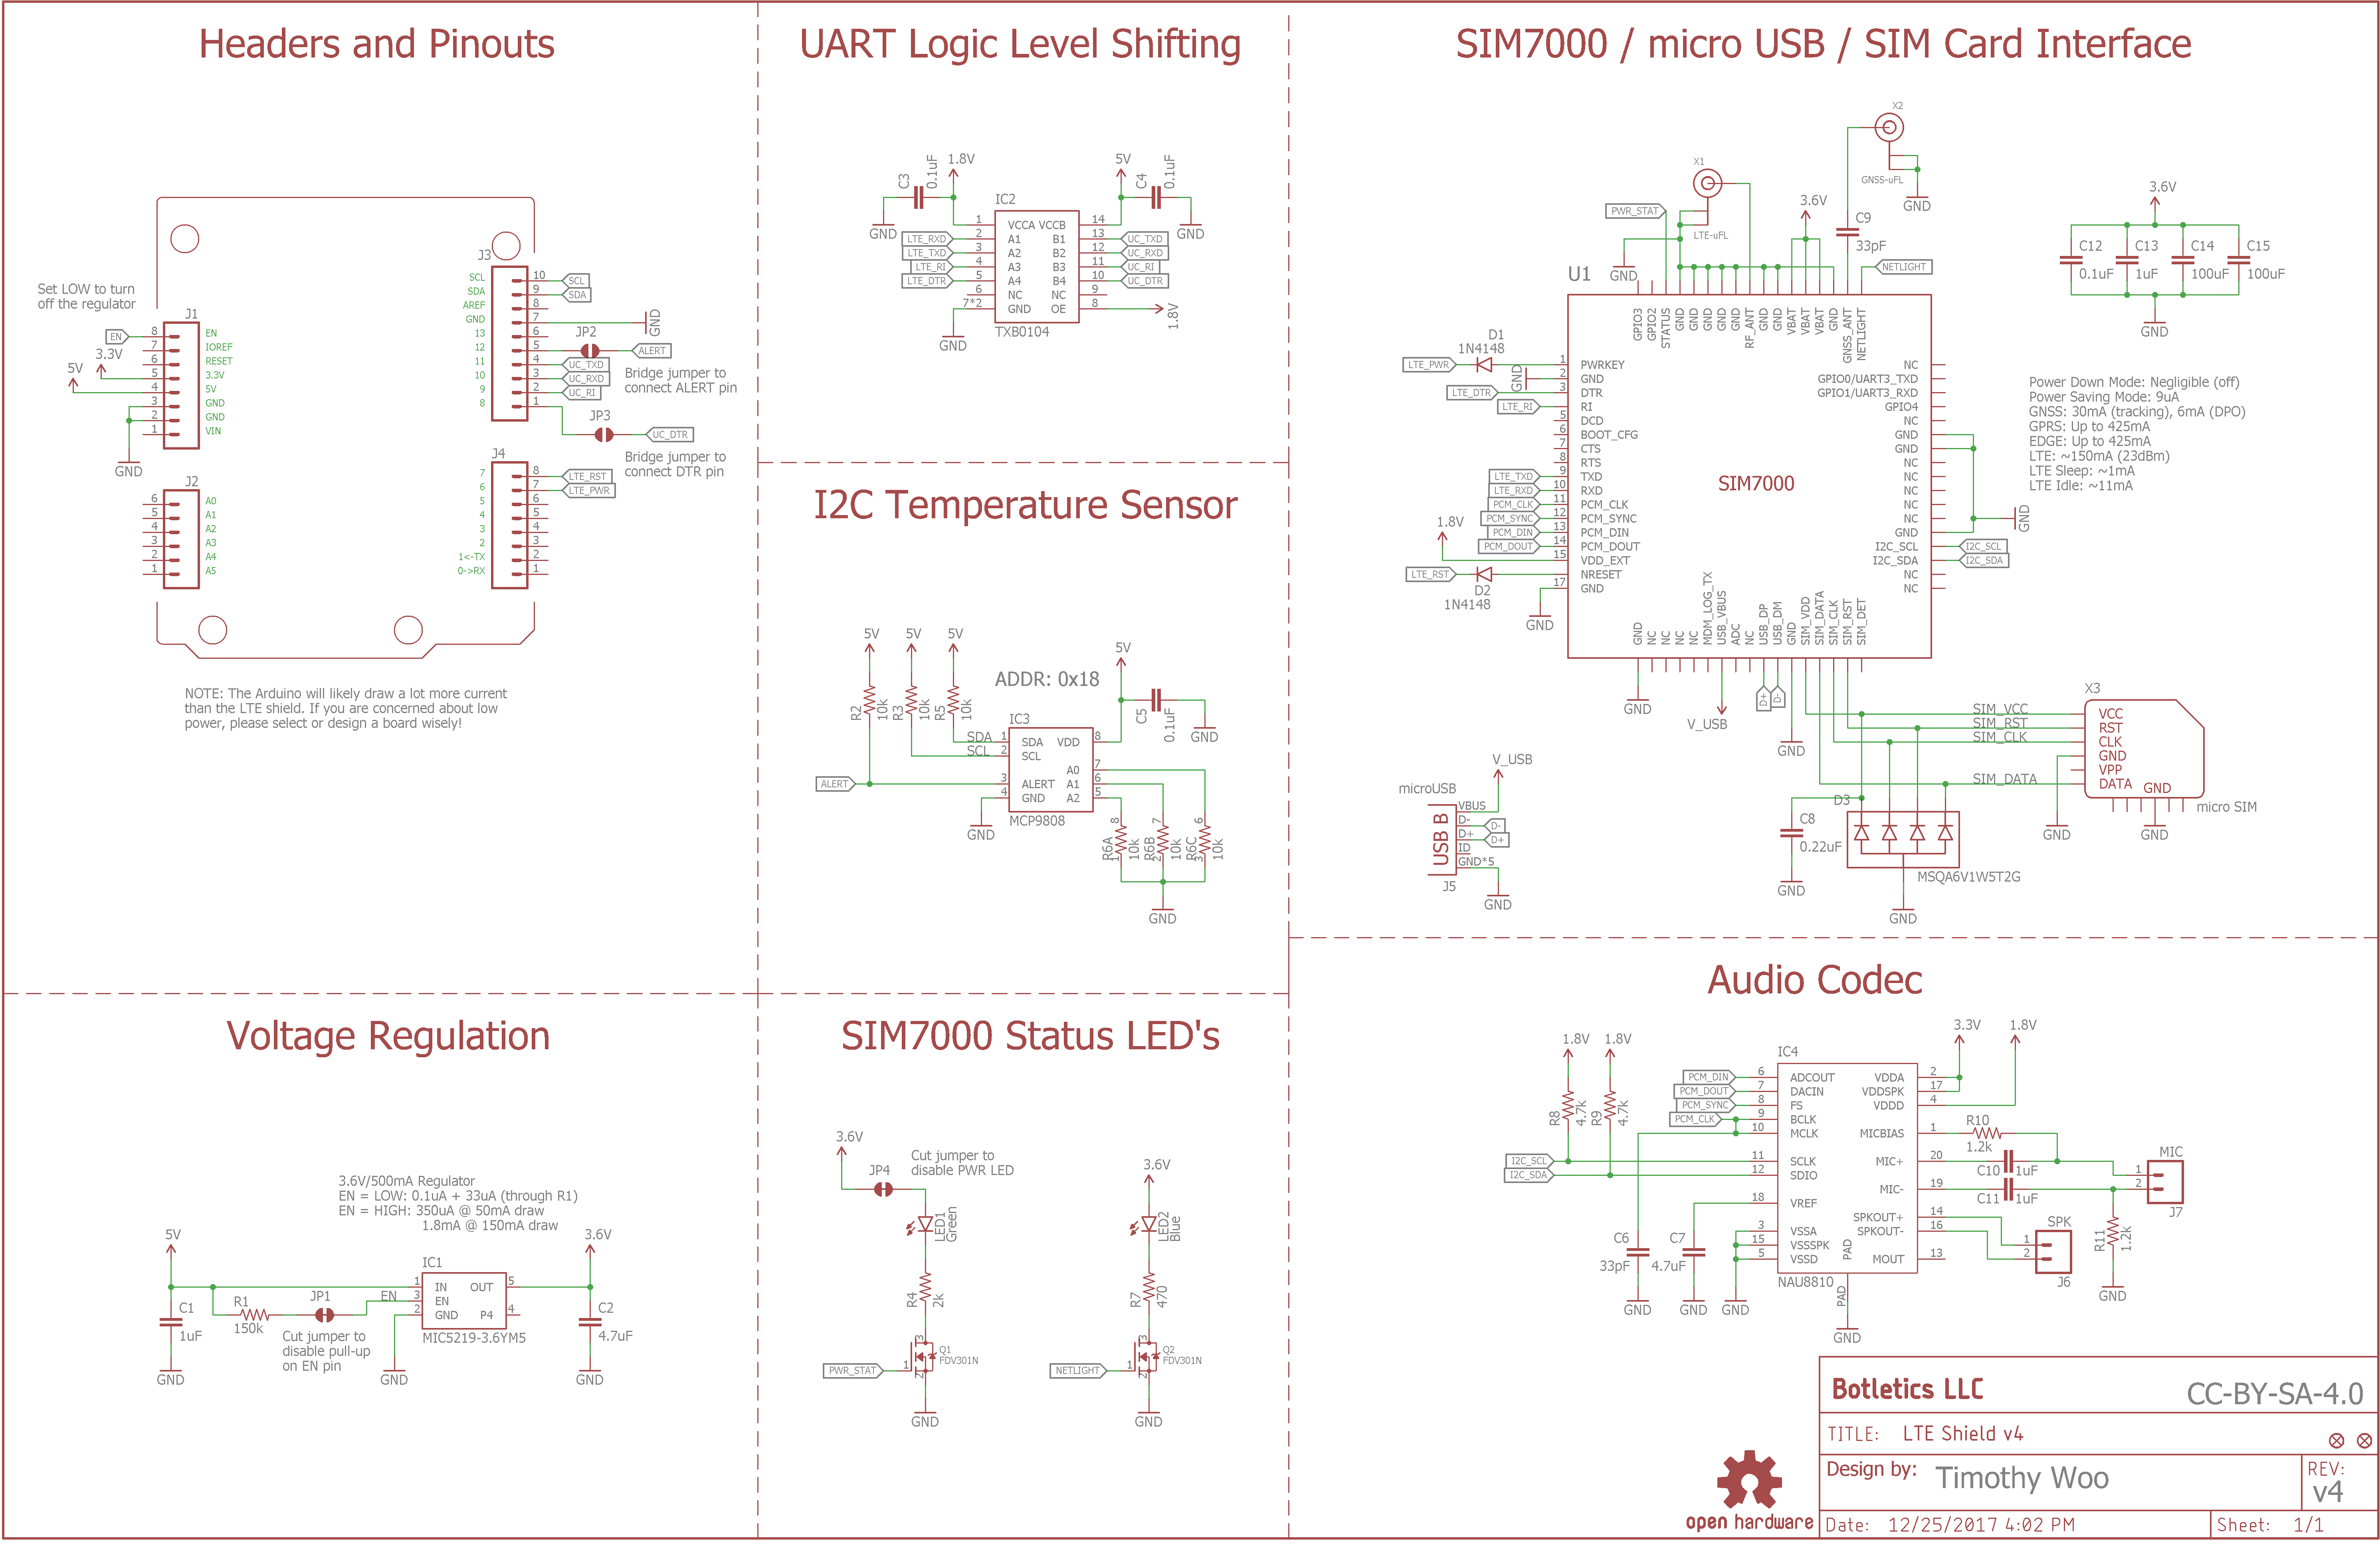 Headers and Pinouts
Set LOW to turn
off the regulator
J1
EN
8 EN
3.3V
7 IOREF
6 RESET
5V
5 3.3V
4 5V
3 GND
2 GND
1 VIN
GND
J2
6 A0
5 A1
4 A2
3 A3
2 A4
1 A5
J3
SCL 10 SCL
SDA 9 SDA
AREF 8
GND 7 GND
13 6
12 5 JP2 ALERT
11 4 UC_TXD
10 3 UC_RXD
9 2 UC_RI
8 1
Bridge jumper to
connect ALERT pin
JP3
UC_DTR
Bridge jumper to
connect DTR pin
J4
7 8 LTE_RST
6 7 LTE_PWR
5 6
4 5
3 4
2 3
1<-TX 2
0->RX 1
NOTE: The Arduino will likely draw a lot more current
than the LTE shield. If you are concerned about low
power, please select or design a board wisely!
UART Logic Level Shifting
C3
0.1uF
1.8V
5V
C4
0.1uF
GND
GND
IC2
1 VCCA VCCB 14
LTE_RXD 2 A1 B1 13 UC_TXD
LTE_TXD 3 A2 B2 12 UC_RXD
LTE_RI 4 A3 B3 11 UC_RI
LTE_DTR 5 A4 B4 10 UC_DTR
6 NC NC 9
7*2 GND OE 8
1.8V
TXB0104
GND
I2C Temperature Sensor
5V
5V
5V
5V
ADDR: 0x18
R2
10k
R3
10k
R5
10k
C5
0.1uF
GND
IC3
SDA 1 SDA VDD 8
SCL 2 SCL
A0 7
ALERT 3 ALERT A1 6
4 GND A2 5
MCP9808
GND
R6A
10k
8
1
R6B
10k
7
2
R6C
10k
6
3
GND
SIM7000 / micro USB / SIM Card Interface
X2
GNSS-uFL
GND
X1
LTE-uFL
PWR_STAT
GND
3.6V
C9
33pF
NETLIGHT
3.6V
C12
0.1uF
C13
1uF
C14
100uF
C15
100uF
GND
U1
GPIO3
GPIO2
STATUS
GND
GND
GND
GND
GND
RF_ANT
GND
GND
VBAT
VBAT
VBAT
GND
GNSS_ANT
NETLIGHT
D1
1N4148
LTE_PWR 1 PWRKEY
GND 2 GND
LTE_DTR 3 DTR
LTE_RI RI
5 DCD
6 BOOT_CFG
7 CTS
8 RTS
LTE_TXD 9 TXD
LTE_RXD 10 RXD
PCM_CLK 11 PCM_CLK
PCM_SYNC 12 PCM_SYNC
PCM_DIN 13 PCM_DIN
PCM_DOUT 14 PCM_DOUT
1.8V
15 VDD_EXT
LTE_RST NRESET
17 GND
D2
1N4148
GND
SIM7000
NC
GPIO0/UART3_TXD
GPIO1/UART3_RXD
GPIO4
NC
GND
GND
NC
NC
NC
NC
NC
GND
GND
I2C_SCL I2C_SCL
I2C_SDA I2C_SDA
NC
NC
Power Down Mode: Negligible (off)
Power Saving Mode: 9uA
GNSS: 30mA (tracking), 6mA (DPO)
GPRS: Up to 425mA
EDGE: Up to 425mA
LTE: ~150mA (23dBm)
LTE Sleep: ~1mA
LTE Idle: ~11mA
GND
NC
NC
NC
NC
MDM_LOG_TX
USB_VBUS
ADC
NC
USB_DP
USB_DM
GND
SIM_VDD
SIM_DATA
SIM_CLK
SIM_RST
SIM_DET
GND
V_USB
D+
D-
GND
X3
SIM_VCC VCC
SIM_RST RST
SIM_CLK CLK
GND
VPP
SIM_DATA DATA GND
micro SIM
GND
GND
V_USB
microUSB
USB B
VBUS
D- D-
D+ D+
ID
GND*5
J5
GND
D3
C8
0.22uF
GND
MSQA6V1W5T2G
GND
Voltage Regulation
3.6V/500mA Regulator
EN = LOW: 0.1uA + 33uA (through R1)
EN = HIGH: 350uA @ 50mA draw
1.8mA @ 150mA draw
5V
3.6V
IC1
1 IN OUT 5
EN 3 EN
2 GND P4 4
MIC5219-3.6YM5
C1
1uF
R1
150k
JP1
Cut jumper to
disable pull-up
on EN pin
C2
4.7uF
GND
GND
GND
SIM7000 Status LED's
3.6V
JP4
Cut jumper to
disable PWR LED
3.6V
LED1
Green
LED2
Blue
R4
2k
R7
470
PWR_STAT 1
3
2
Q1
FDV301N
NETLIGHT 1
3
2
Q2
FDV301N
GND
GND
Audio Codec
1.8V
1.8V
3.3V
1.8V
R8
4.7k
R9
4.7k
IC4
PCM_DIN 6 ADCOUT VDDA 2
PCM_DOUT 7 DACIN VDDSPK 17
PCM_SYNC 8 FS VDDD 4
PCM_CLK 9 BCLK
10 MCLK MICBIAS 1
I2C_SCL 11 SCLK MIC+ 20
I2C_SDA 12 SDIO MIC- 19
18 VREF
SPKOUT+ 14
3 VSSA SPKOUT- 16
15 VSSSPK
5 VSSD MOUT 13
PAD
PAD
NAU8810
R10
1.2k
C10 1uF
C11 1uF
MIC
1
2
J7
R11
1.2k
SPK
1
2
J6
C6
33pF
C7
4.7uF
GND
GND
GND
GND
GND
open hardware
Botletics LLC
CC-BY-SA-4.0
TITLE: LTE Shield v4
Design by: Timothy Woo
REV:
v4
Date: 12/25/2017 4:02 PM
Sheet: 1/1